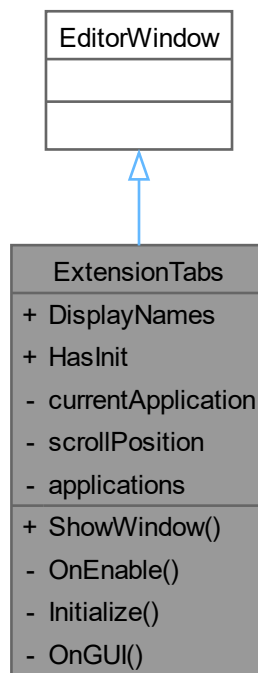 EditorWindow
ExtensionTabs
+ DisplayNames
+ HasInit
- currentApplication
- scrollPosition
- applications
+ ShowWindow()
- OnEnable()
- Initialize()
- OnGUI()